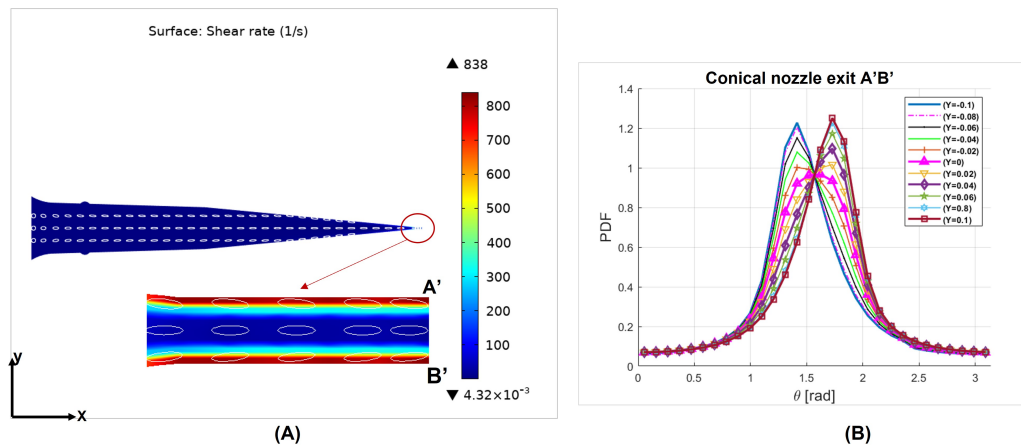 Surface: Shear rate (1/s)
▲ 838
800
700
600
500
400
300
200
100
▼ 4.32×10⁻³
A'
B'
y
x
(A)
Conical nozzle exit A'B'
PDF
1.4
1.2
1
0.8
0.6
0.4
0.2
0
0
0.5
1
1.5
2
2.5
3
θ [rad]
(Y=-0.1)
(Y=-0.08)
(Y=-0.06)
(Y=-0.04)
(Y=-0.02)
(Y=0)
(Y=0.02)
(Y=0.04)
(Y=0.06)
(Y=0.8)
(Y=0.1)
(B)